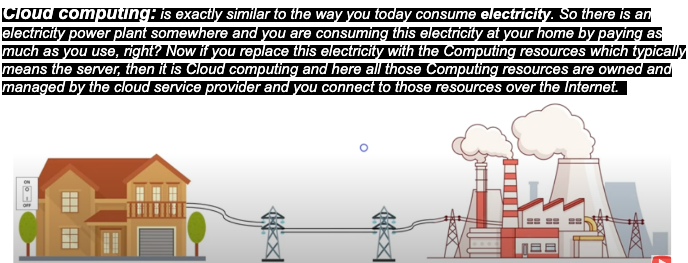 Cloud computing: is exactly similar to the way you today consume electricity. So there is an
electricity power plant somewhere and you are consuming this electricity at your home by paying as
much as you use, right? Now if you replace this electricity with the Computing resources which typically
means the server, then it is Cloud computing and here all those Computing resources are owned and
managed by the cloud service provider and you connect to those resources over the Internet.
ON
OFF